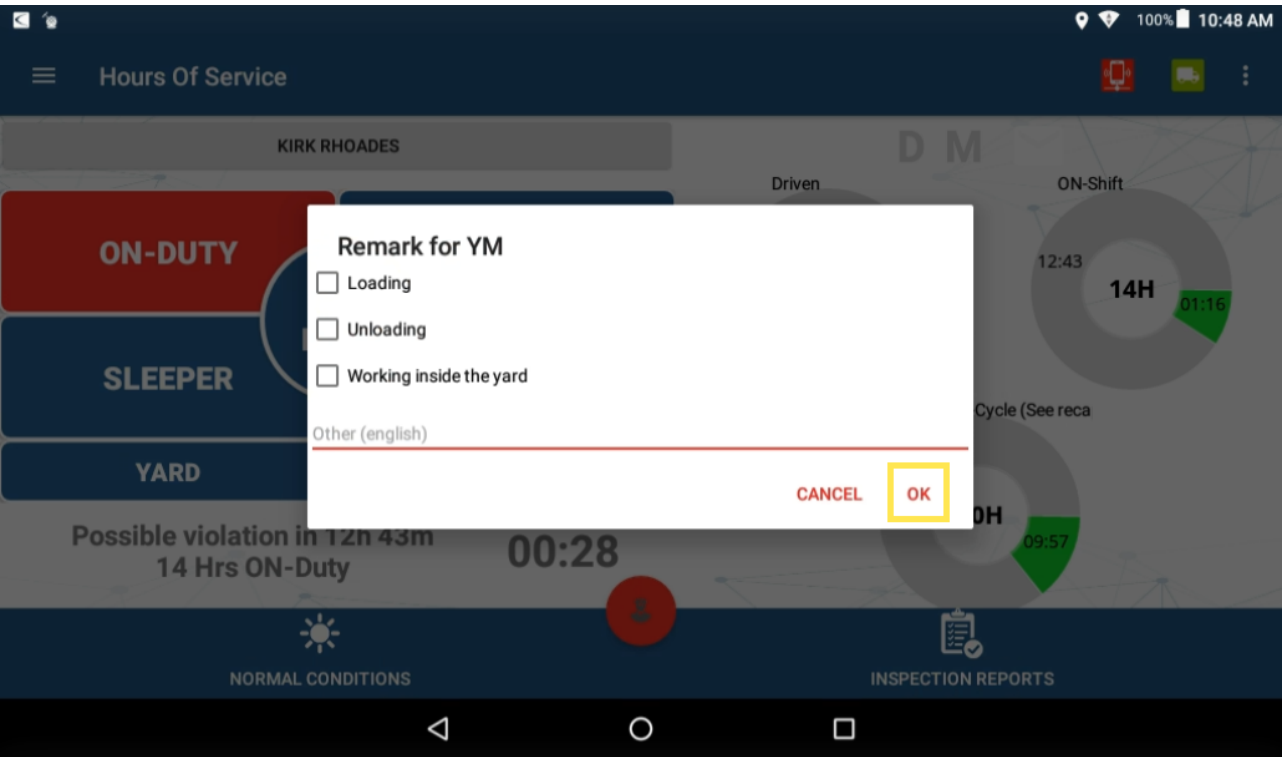 100% 10:48 AM
Hours Of Service
KIRK RHOADES
D M
Driven
ON-Shift
ON-DUTY
12:43
14H
01:16
Remark for YM
Loading
Unloading
Working inside the yard
Other (english)
CANCEL OK
SLEEPER
Cycle (See reca
YARD
0H
09:57
Possible violation in 12h 43m
14 Hrs ON-Duty
00:28
NORMAL CONDITIONS
INSPECTION REPORTS